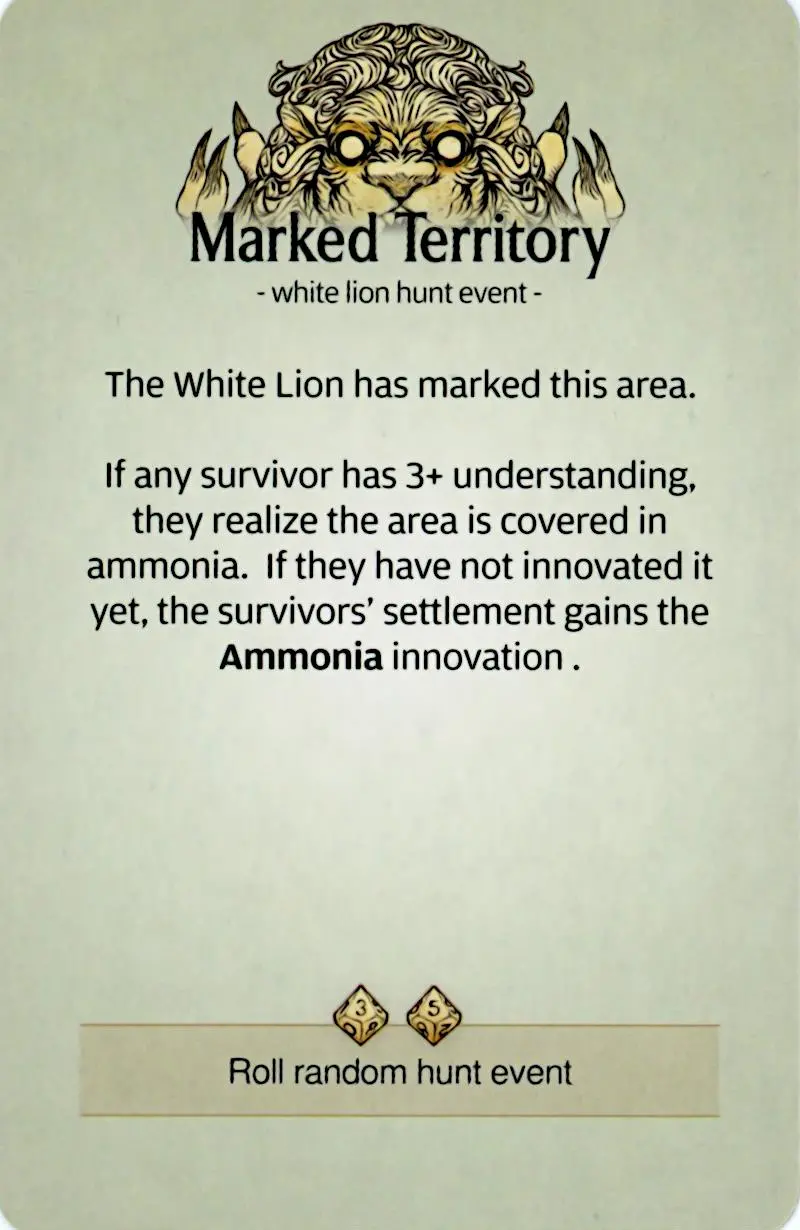 Marked Territory
- white lion hunt event -
The White Lion has marked this area.
If any survivor has 3+ understanding,
they realize the area is covered in
ammonia.  If they have not innovated it
yet, the survivors’ settlement gains the
Ammonia innovation .
3 5
Roll random hunt event